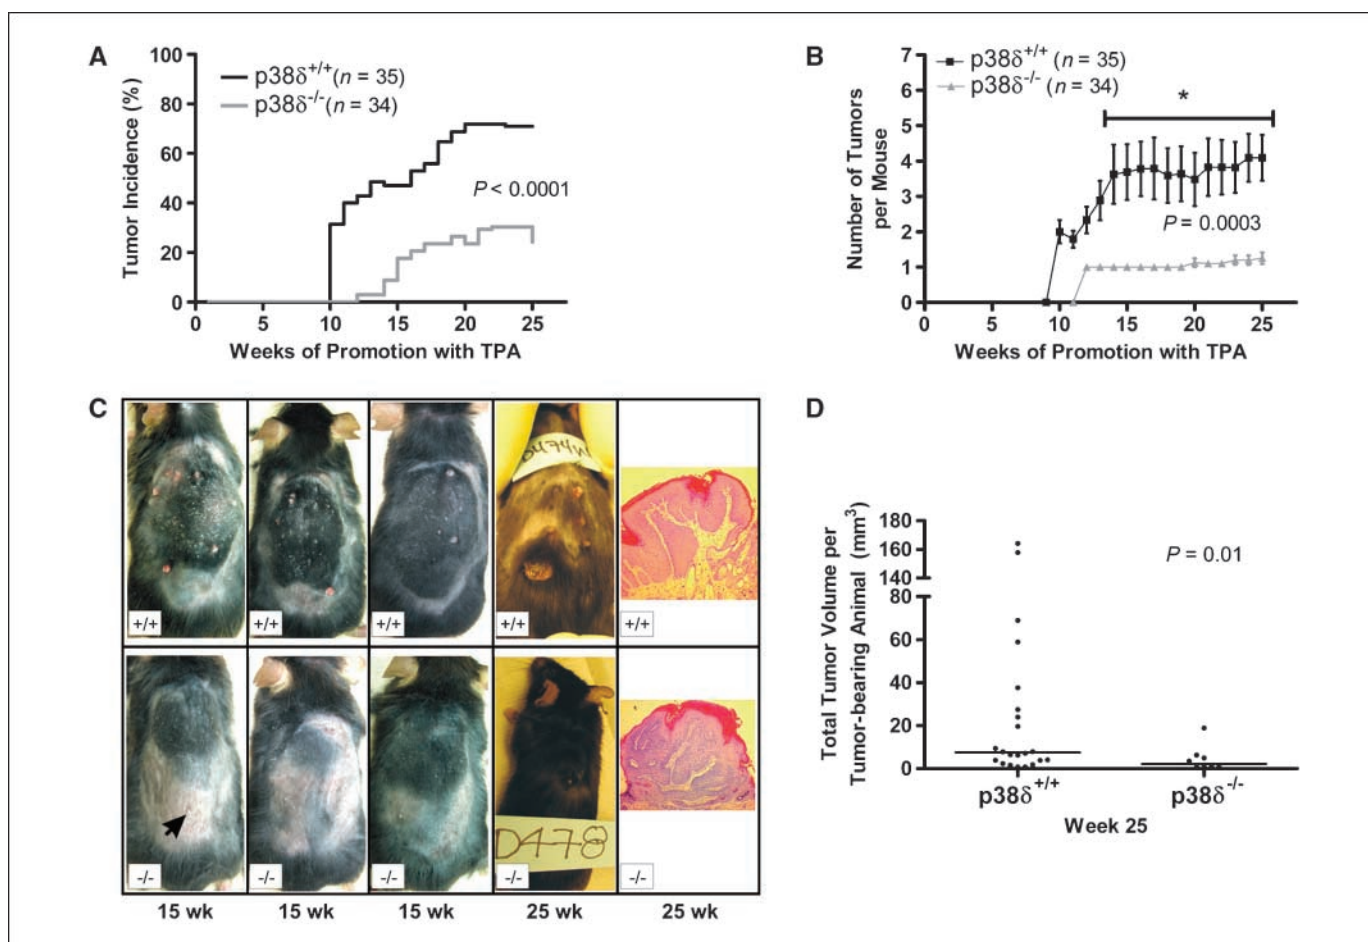 A
100
80
60
40
20
0
Tumor Incidence (%)
p38δ+/+ (n = 35)
p38δ-/- (n = 34)
P < 0.0001
0 5 10 15 20 25
Weeks of Promotion with TPA
B
7
6
5
4
3
2
1
0
Number of Tumors
per Mouse
p38δ+/+ (n = 35)
p38δ-/- (n = 34)
*
P = 0.0003
0 5 10 15 20 25
Weeks of Promotion with TPA
C
D474W
+/+ +/+ +/+ +/+ +/+
D478
-/- -/- -/- -/- -/-
15 wk 15 wk 15 wk 25 wk 25 wk
D
180
160
140
80
60
40
20
0
Total Tumor Volume per
Tumor-bearing Animal (mm³)
P = 0.01
p38δ+/+ p38δ-/-
Week 25